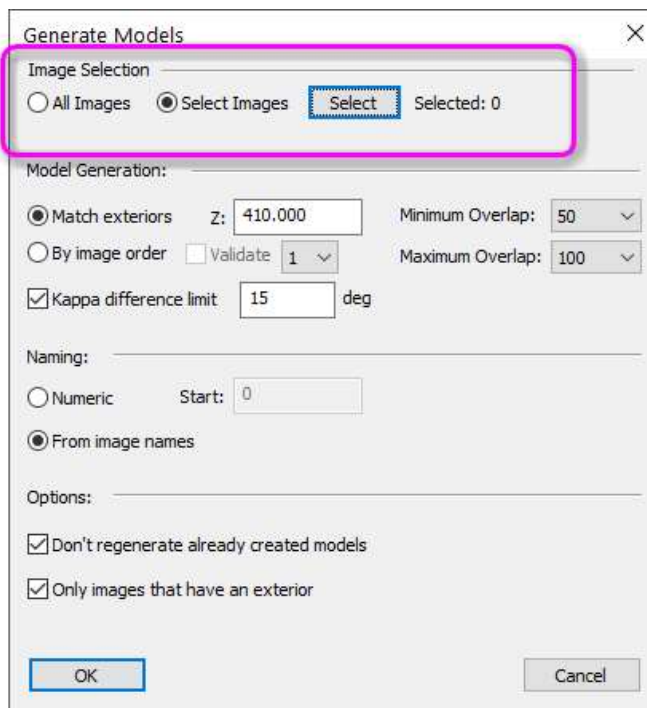 Generate Models
Image Selection
All Images Select Images Select Selected: 0
Model Generation:
Match exteriors Z: 410.000 Minimum Overlap: 50
By image order Validate 1 Maximum Overlap: 100
Kappa difference limit 15 deg
Naming:
Numeric Start: 0
From image names
Options:
Don't regenerate already created models
Only images that have an exterior
OK Cancel